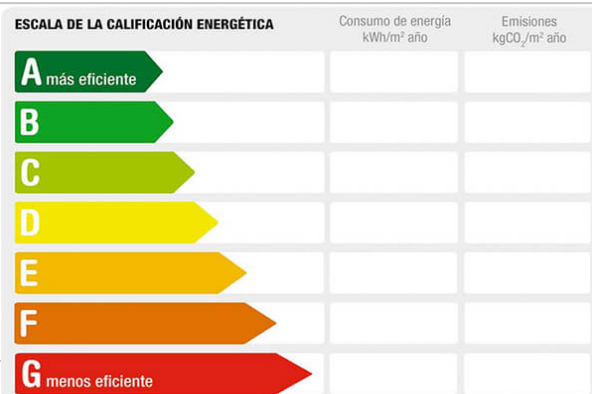 ESCALA DE LA CALIFICACIÓN ENERGÉTICA
Consumo de energía
kWh/m² año
Emisiones
kgCO₂/m² año
A más eficiente
B
C
D
E
F
G menos eficiente